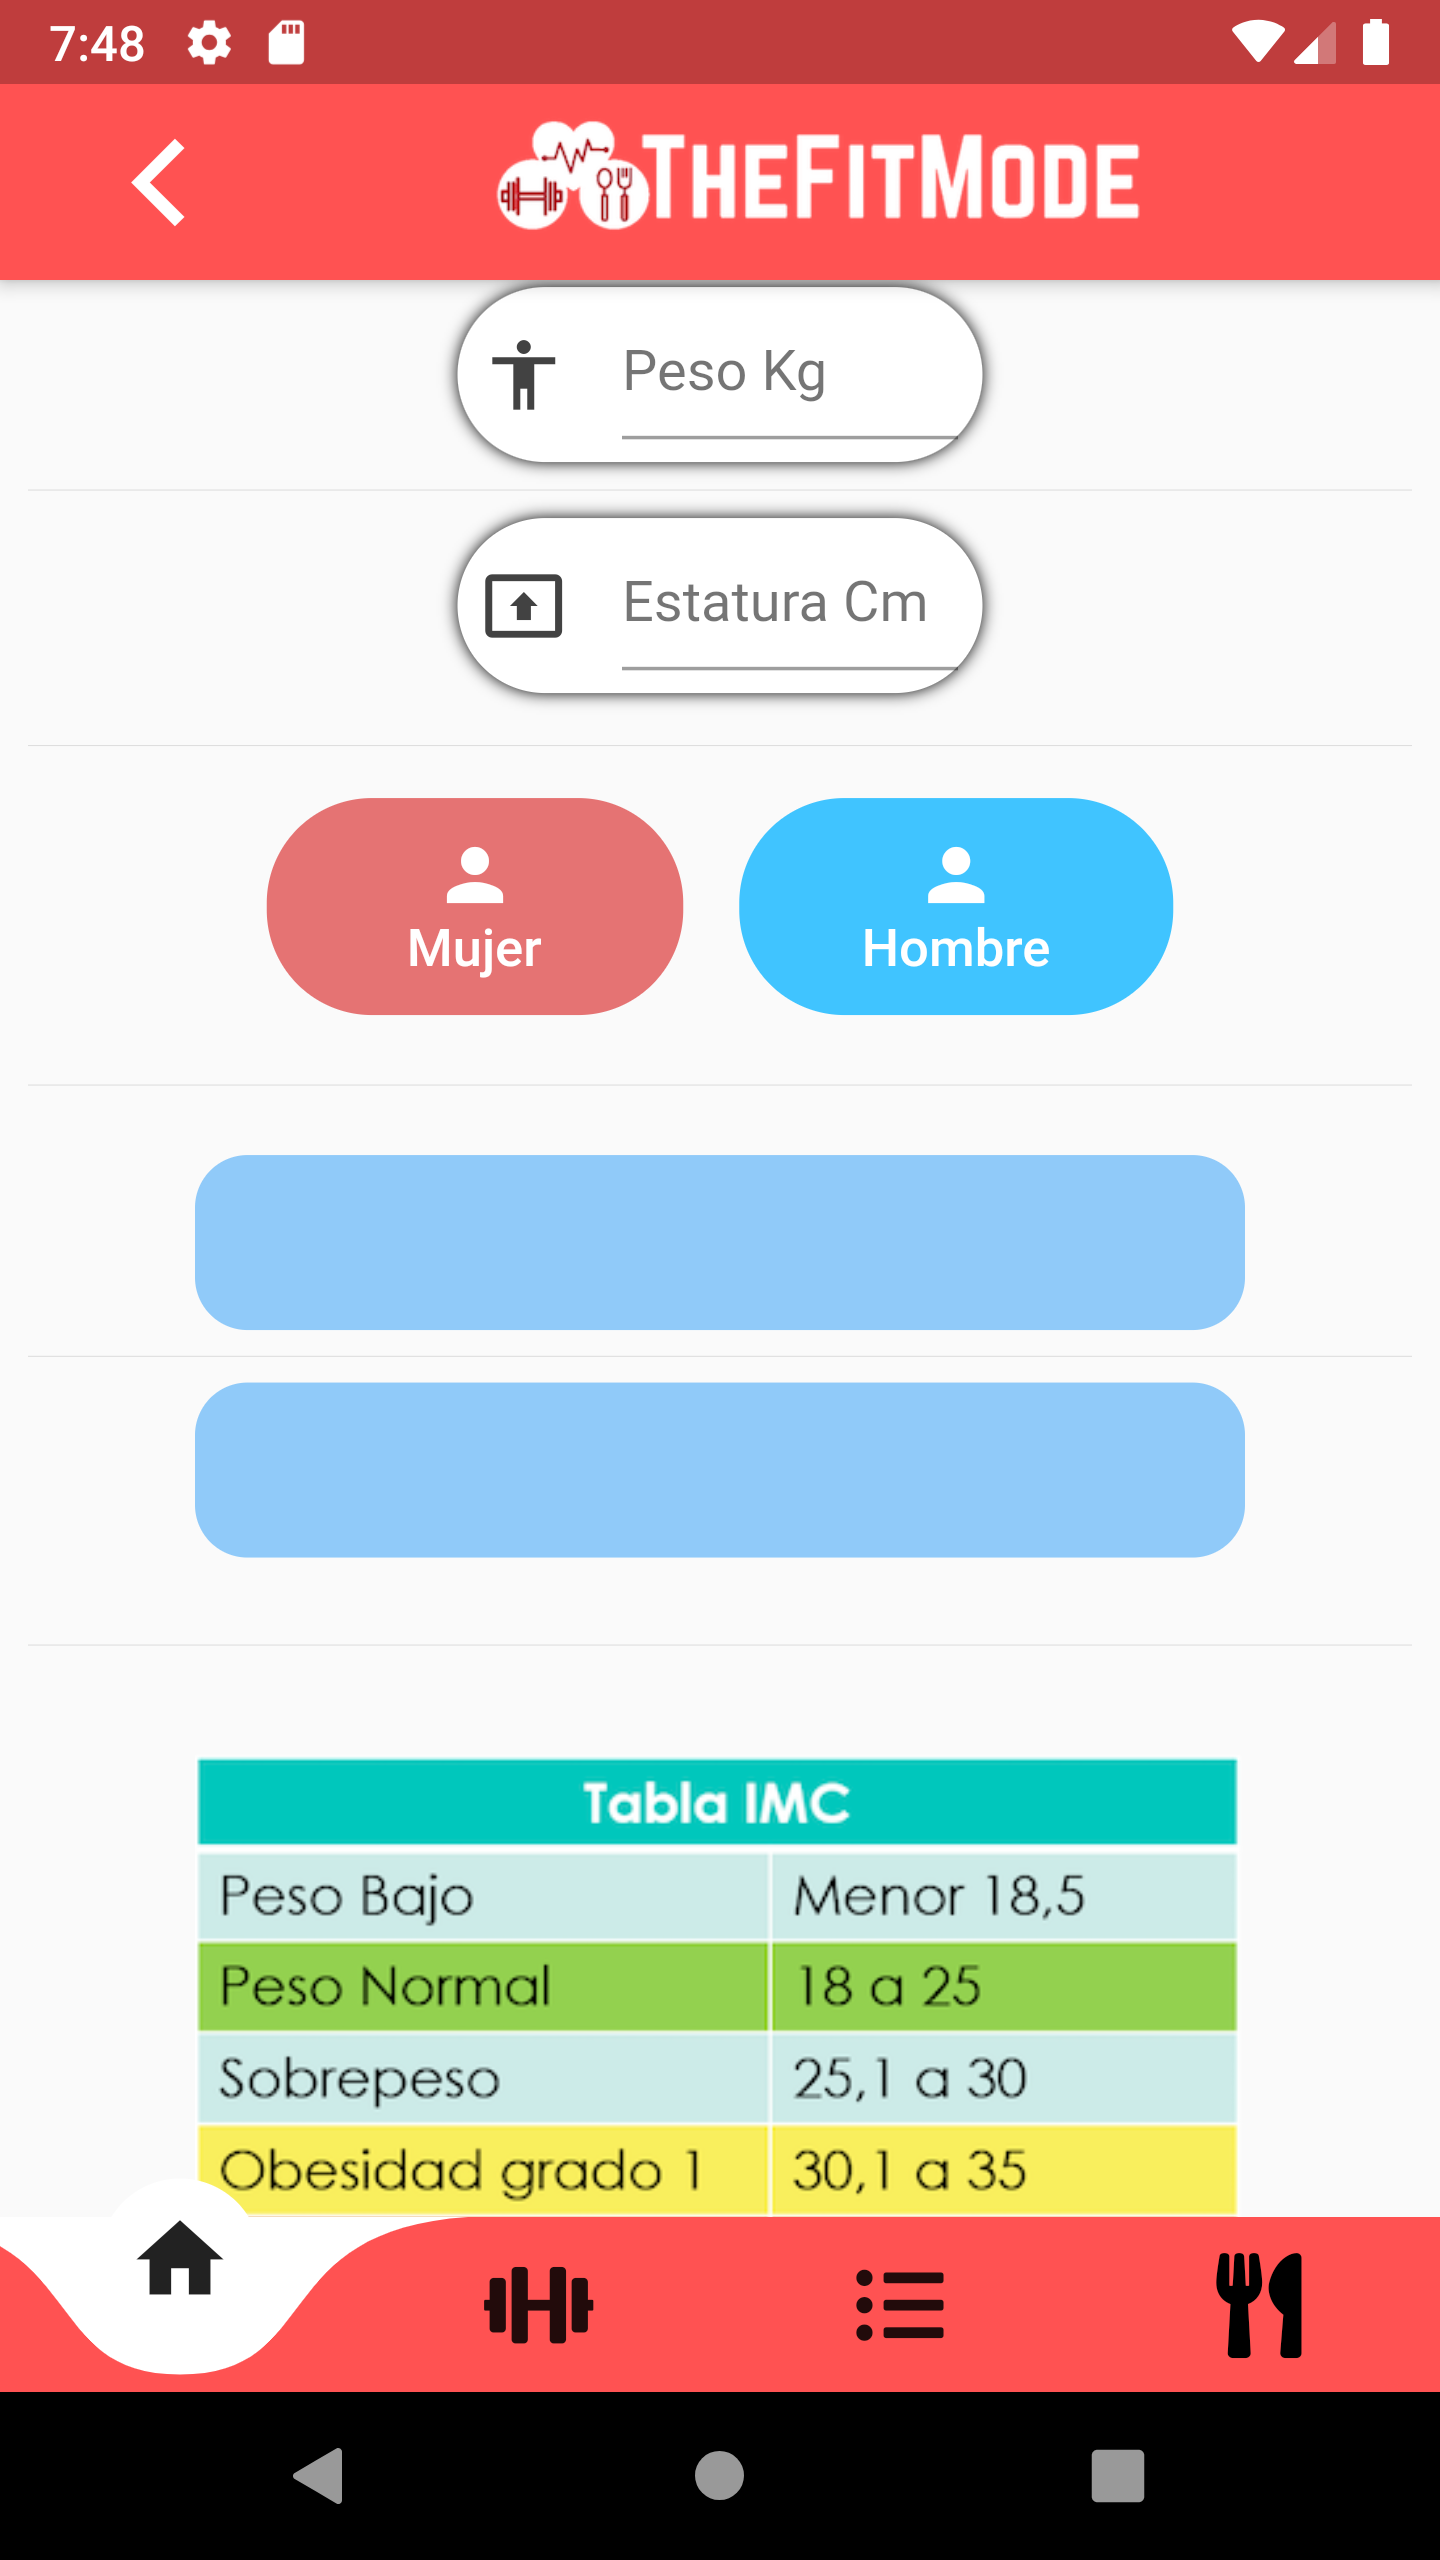 7:48
THEFITMODE
Peso Kg
Estatura Cm
Mujer Hombre
Tabla IMC
Peso Bajo Menor 18,5
Peso Normal 18 a 25
Sobrepeso 25,1 a 30
Obesidad grado 1 30,1 a 35